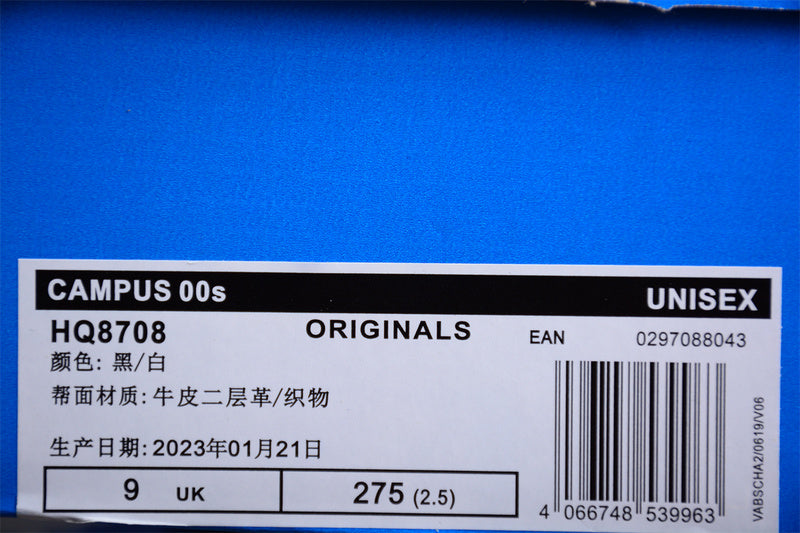 CAMPUS 00s UNISEX
HQ8708 ORIGINALS EAN 0297088043
颜色: 黑/白
帮面材质: 牛皮二层革/织物
生产日期: 2023年01月21日
9 UK 275 (2.5)
4 066748 539963
VABSCHA2/0619/V06